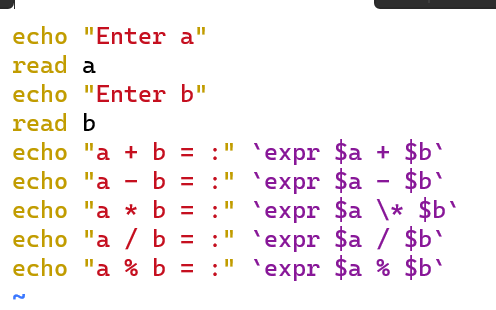 echo "Enter a"
read a
echo "Enter b"
read b
echo "a + b = :" `expr $a + $b`
echo "a - b = :" `expr $a - $b`
echo "a * b = :" `expr $a \* $b`
echo "a / b = :" `expr $a / $b`
echo "a % b = :" `expr $a % $b`
~